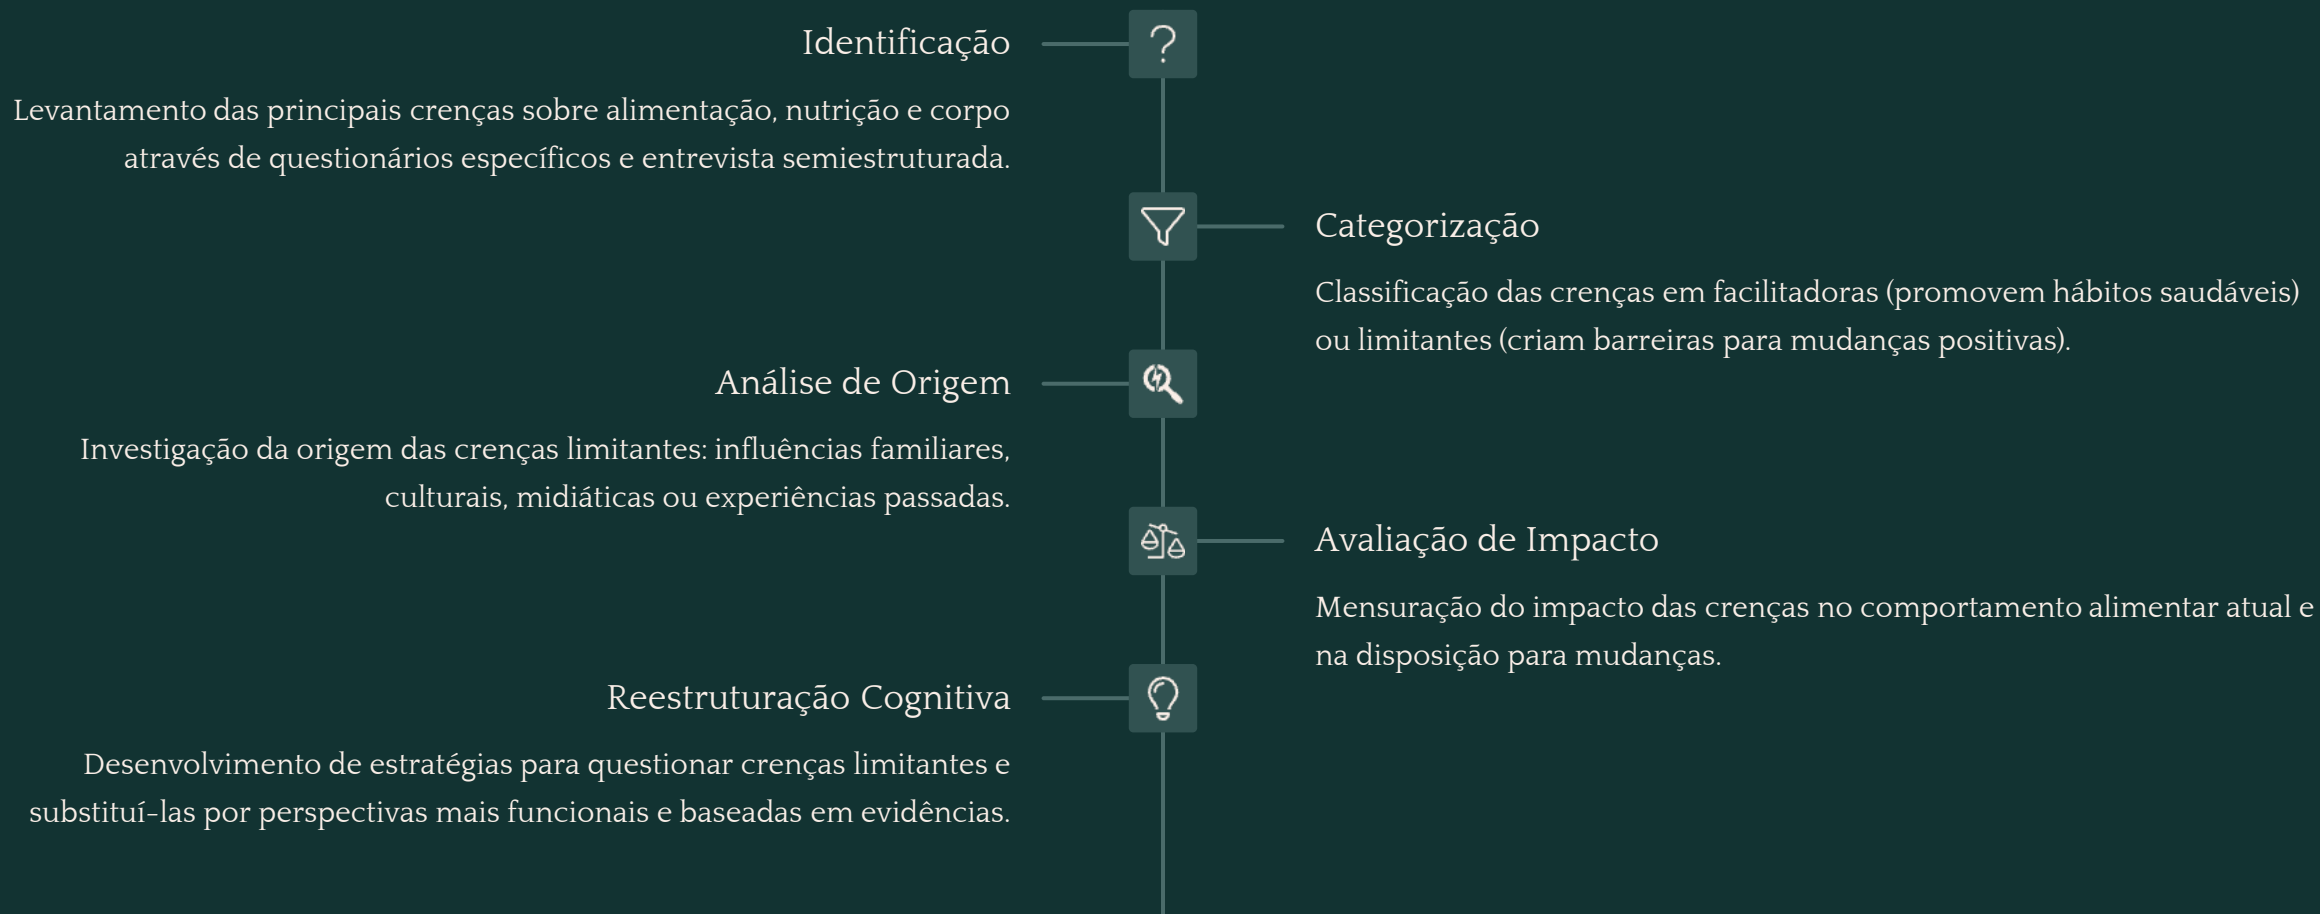 Identificação
Levantamento das principais crenças sobre alimentação, nutrição e corpo
através de questionários específicos e entrevista semiestruturada.
Categorização
Classificação das crenças em facilitadoras (promovem hábitos saudáveis)
ou limitantes (criam barreiras para mudanças positivas).
Análise de Origem
Investigação da origem das crenças limitantes: influências familiares,
culturais, midiáticas ou experiências passadas.
Avaliação de Impacto
Mensuração do impacto das crenças no comportamento alimentar atual e
na disposição para mudanças.
Reestruturação Cognitiva
Desenvolvimento de estratégias para questionar crenças limitantes e
substituí-las por perspectivas mais funcionais e baseadas em evidências.